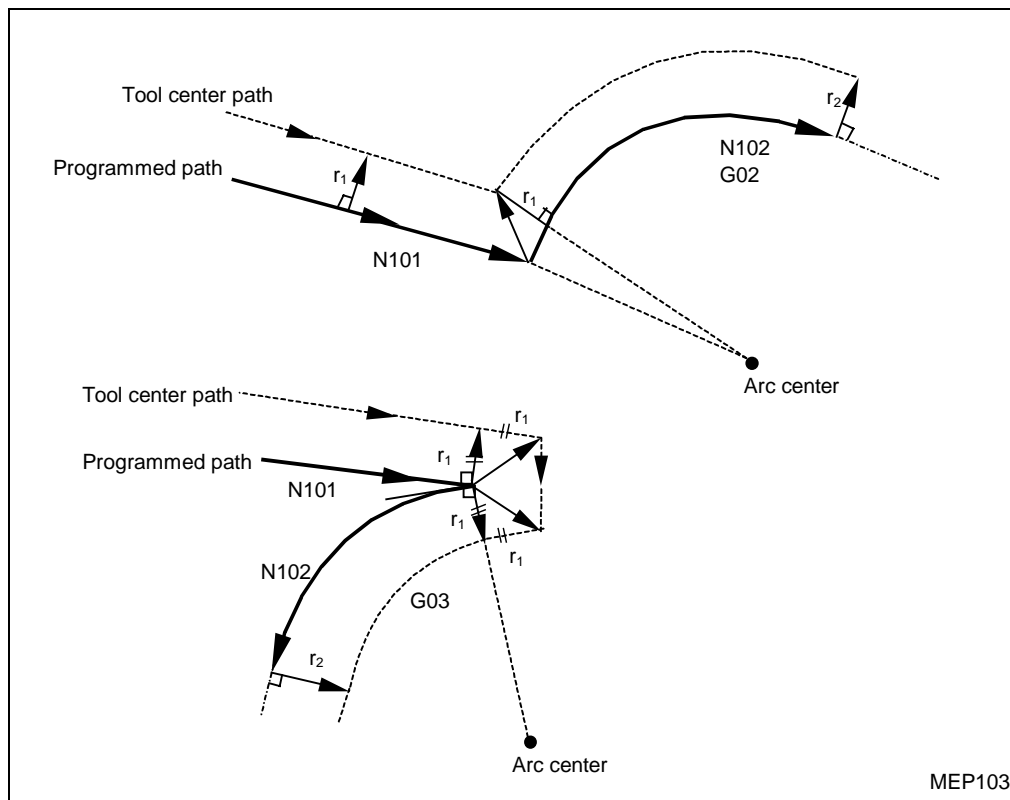 Tool center path
r₂
Programmed path
r₁
N102
G02
r₁
N101
Arc center
Tool center path
r₁
Programmed path
r₁
N101
r₁
r₁
N102
G03
r₂
Arc center
MEP103